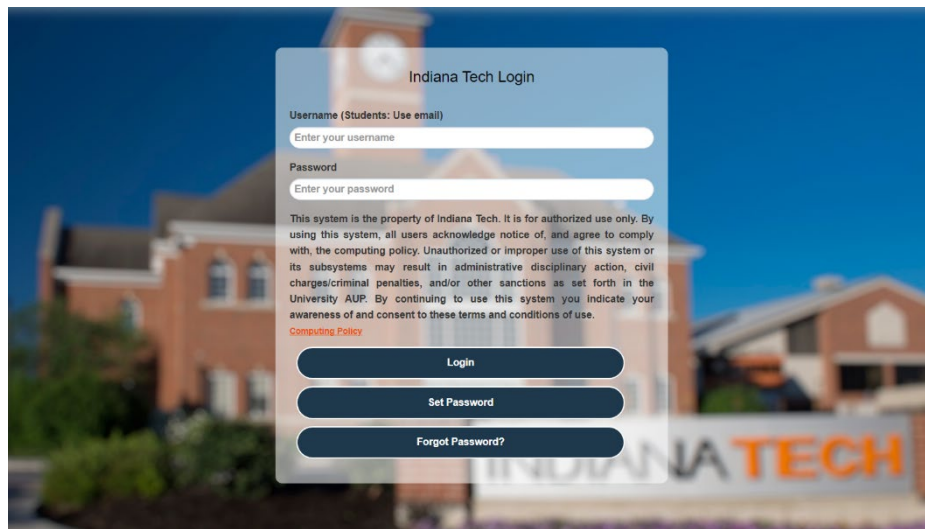 Indiana Tech Login
Username (Students: Use email)
Enter your username
Password
Enter your password
This system is the property of Indiana Tech. It is for authorized use only. By
using this system, all users acknowledge notice of, and agree to comply
with, the computing policy. Unauthorized or improper use of this system or
its subsystems may result in administrative disciplinary action, civil
charges/criminal penalties, and/or other sanctions as set forth in the
University AUP. By continuing to use this system you indicate your
awareness of and consent to these terms and conditions of use.
Computing Policy
Login
Set Password
Forgot Password?
INDIANA TECH